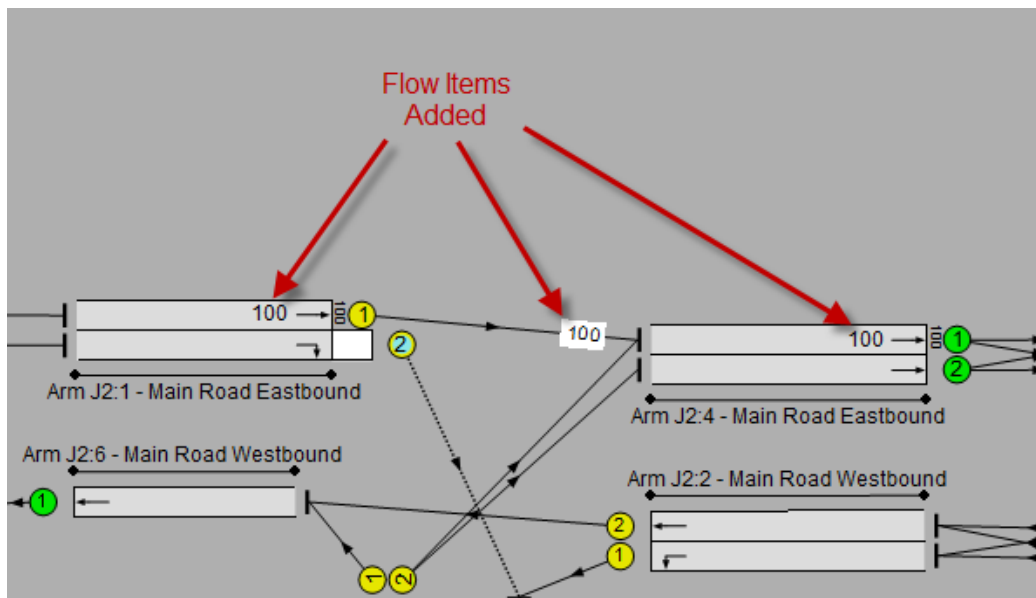 Flow Items
Added
100
100
1
100
100
100
1
2
1
2
Arm J2:1 - Main Road Eastbound
Arm J2:4 - Main Road Eastbound
Arm J2:6 - Main Road Westbound
Arm J2:2 - Main Road Westbound
1
2
1
1
2